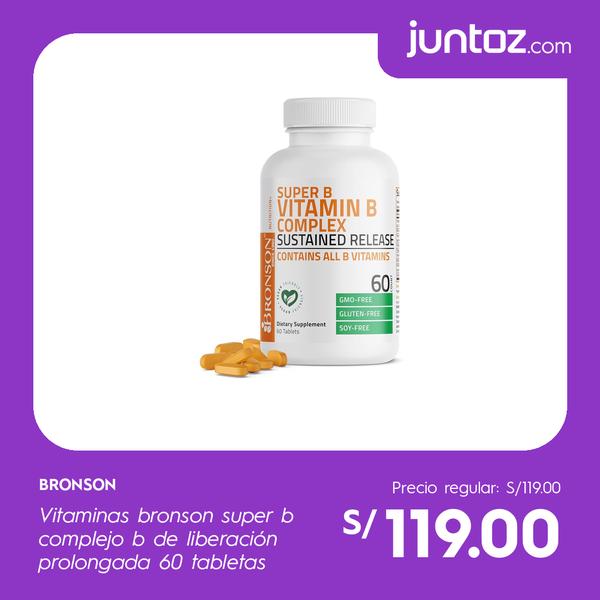 juntoz.com
SUPER B
VITAMIN B
COMPLEX
SUSTAINED RELEASE
CONTAINS ALL B VITAMINS
BRONSON
60
GMO-FREE
GLUTEN-FREE
SOY-FREE
Dietary Supplement
60 Tablets
BRONSON
Vitaminas bronson super b
complejo b de liberación
prolongada 60 tabletas
Precio regular: S/119.00
S/119.00